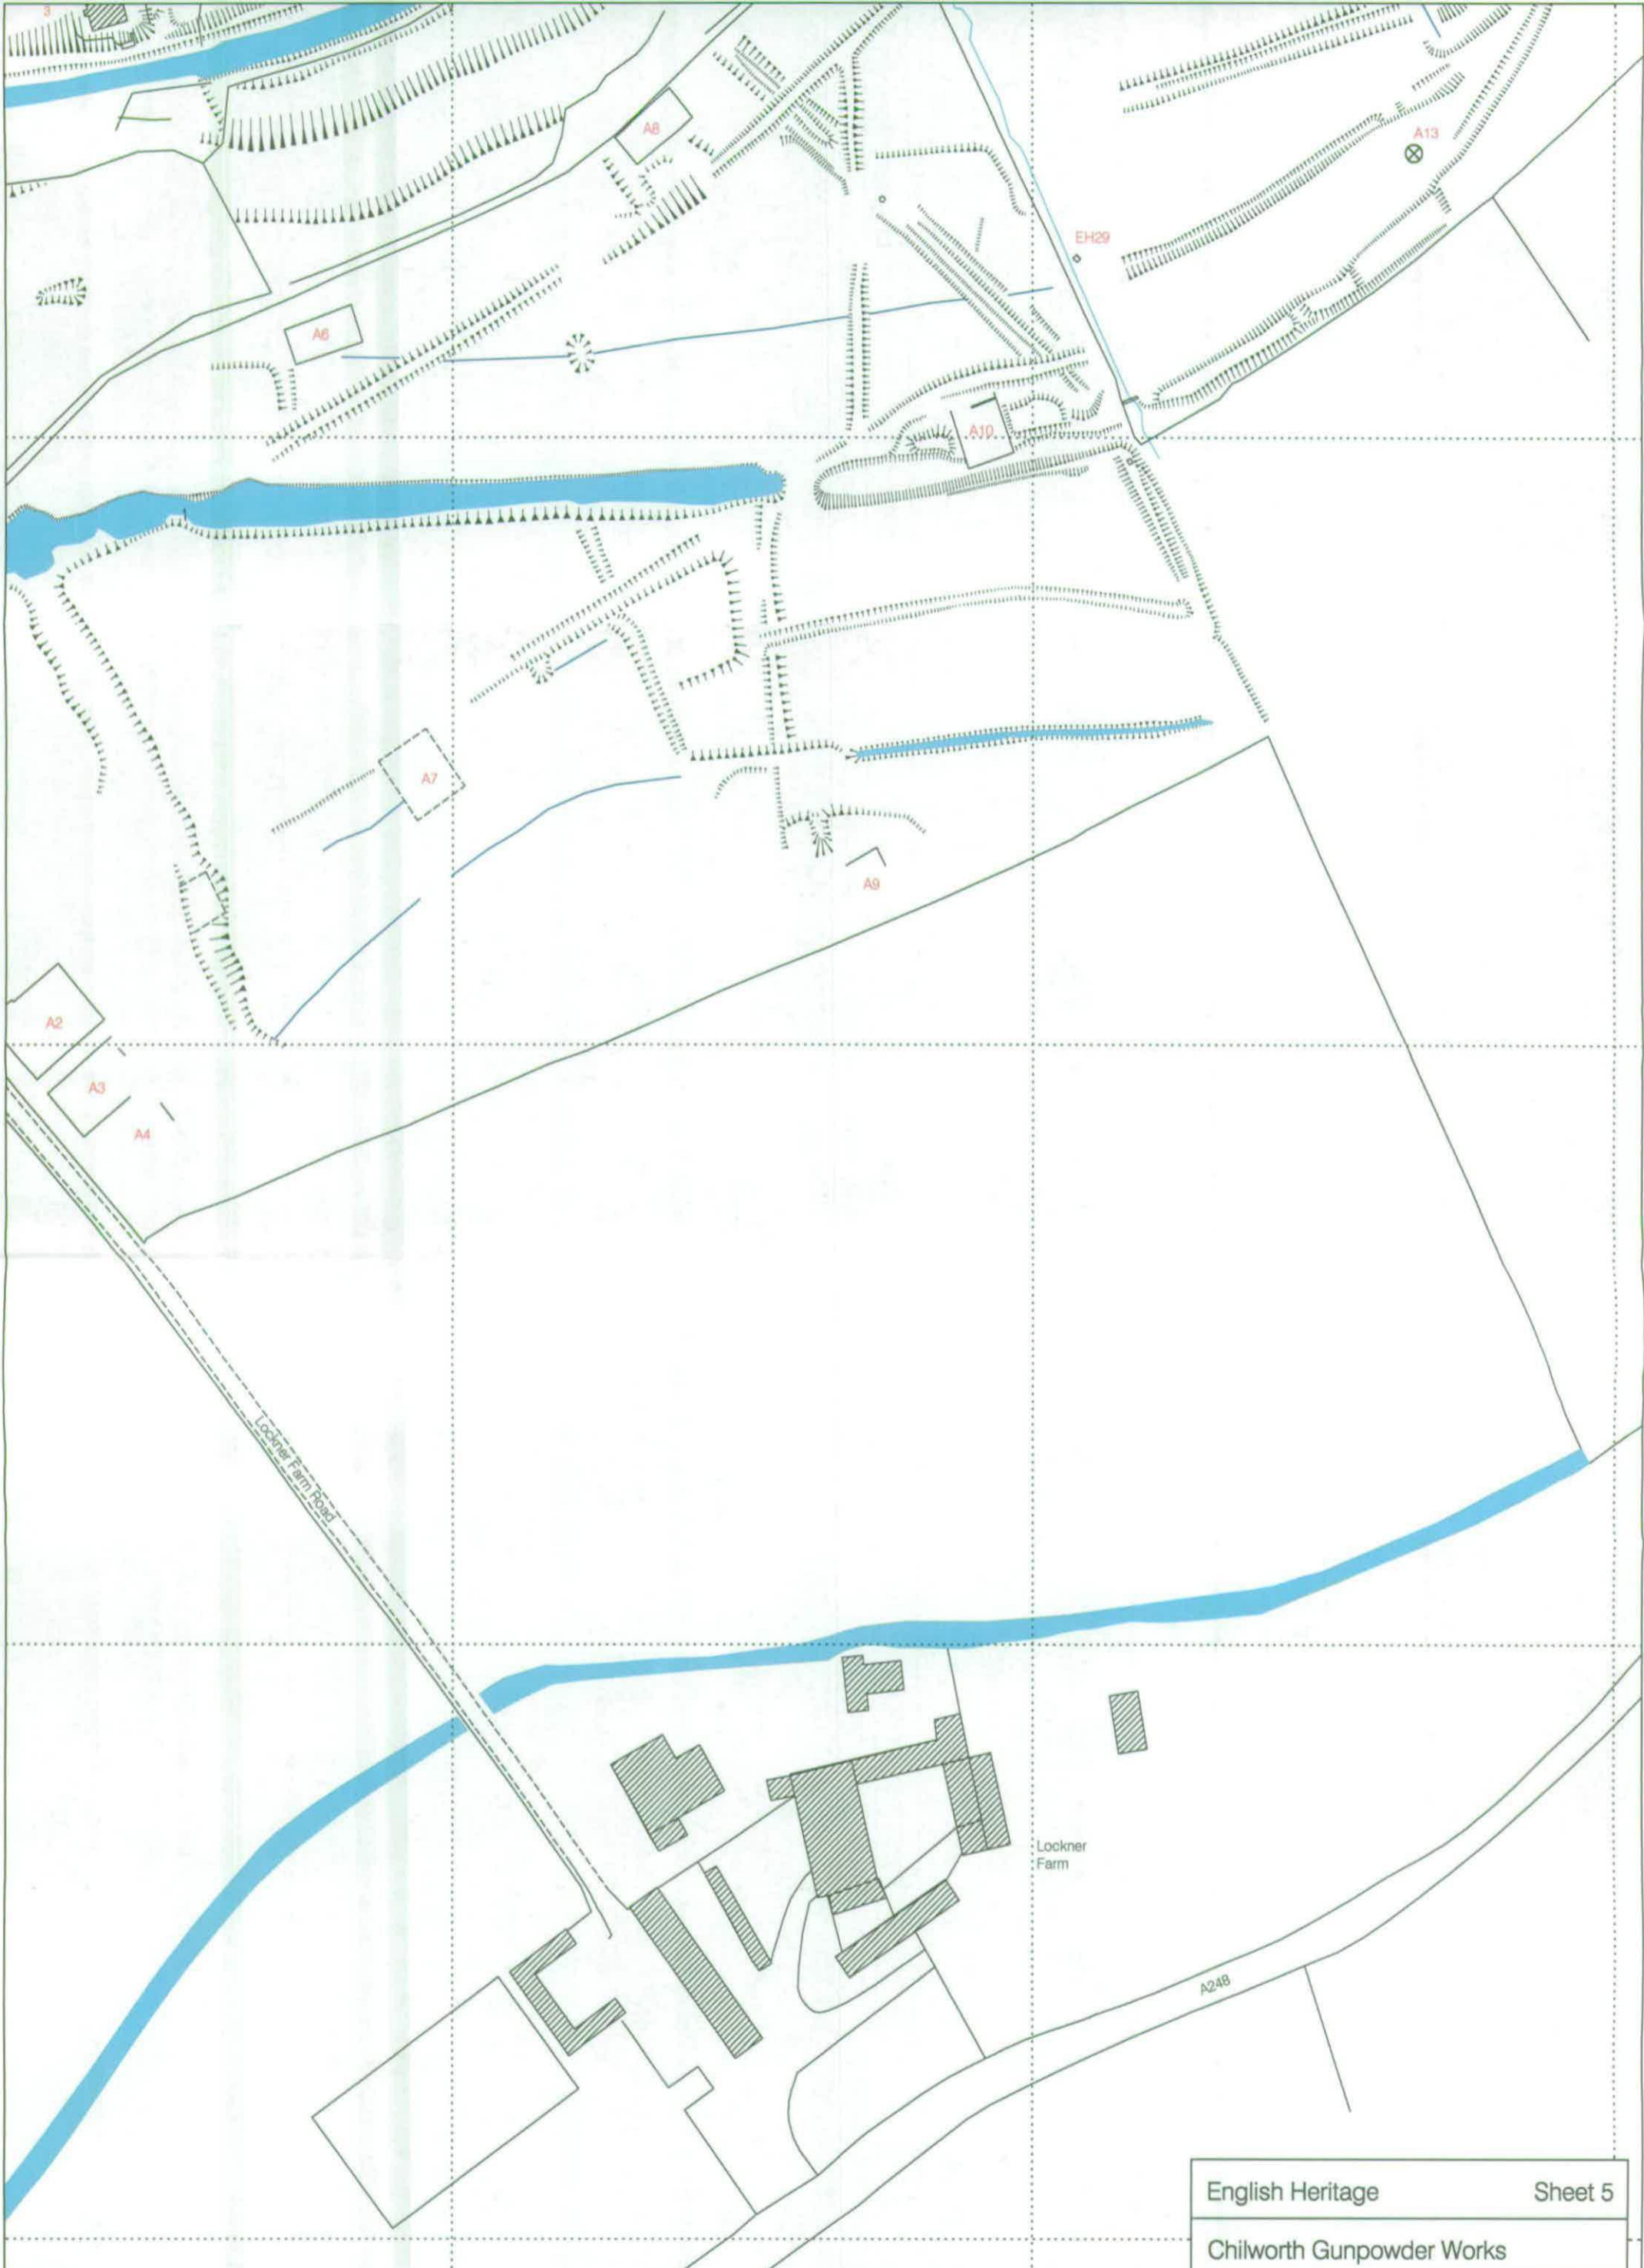 3
A8
A13
EH29
A6
A10
A7
A9
A2
A3
A4
Lockner Farm Road
Lockner
Farm
A248
English Heritage Sheet 5
Chilworth Gunpowder Works